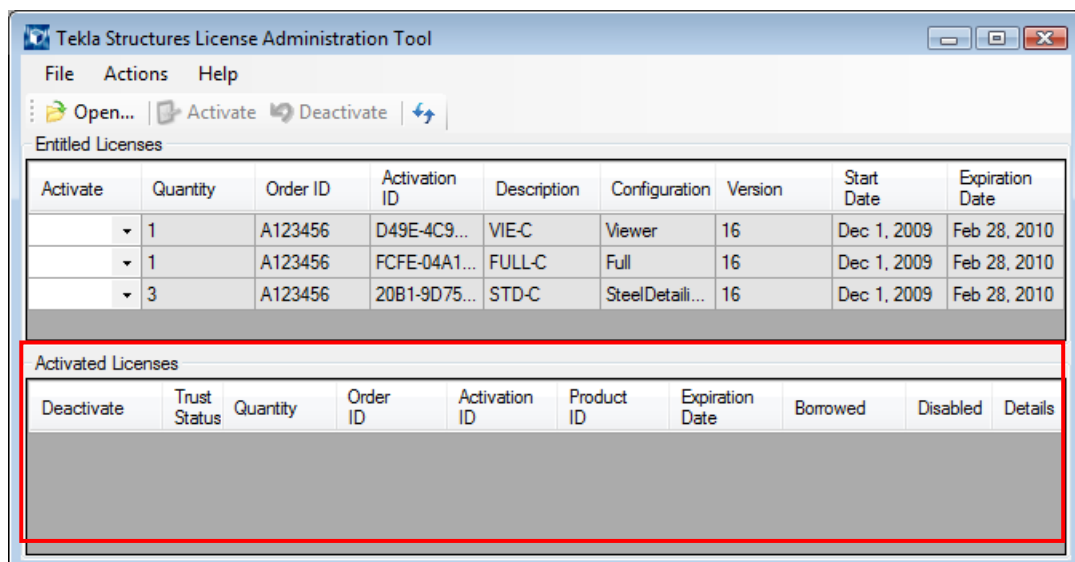 Tekla Structures License Administration Tool
File Actions Help
Open... Activate Deactivate
Entitled Licenses
Activate Quantity Order ID Activation ID Description Configuration Version Start Date Expiration Date
1 A123456 D49E-4C9... VIE-C Viewer 16 Dec 1, 2009 Feb 28, 2010
1 A123456 FCFE-04A1... FULL-C Full 16 Dec 1, 2009 Feb 28, 2010
3 A123456 20B1-9D75... STD-C SteelDetaili... 16 Dec 1, 2009 Feb 28, 2010
Activated Licenses
Deactivate Trust Status Quantity Order ID Activation ID Product ID Expiration Date Borrowed Disabled Details